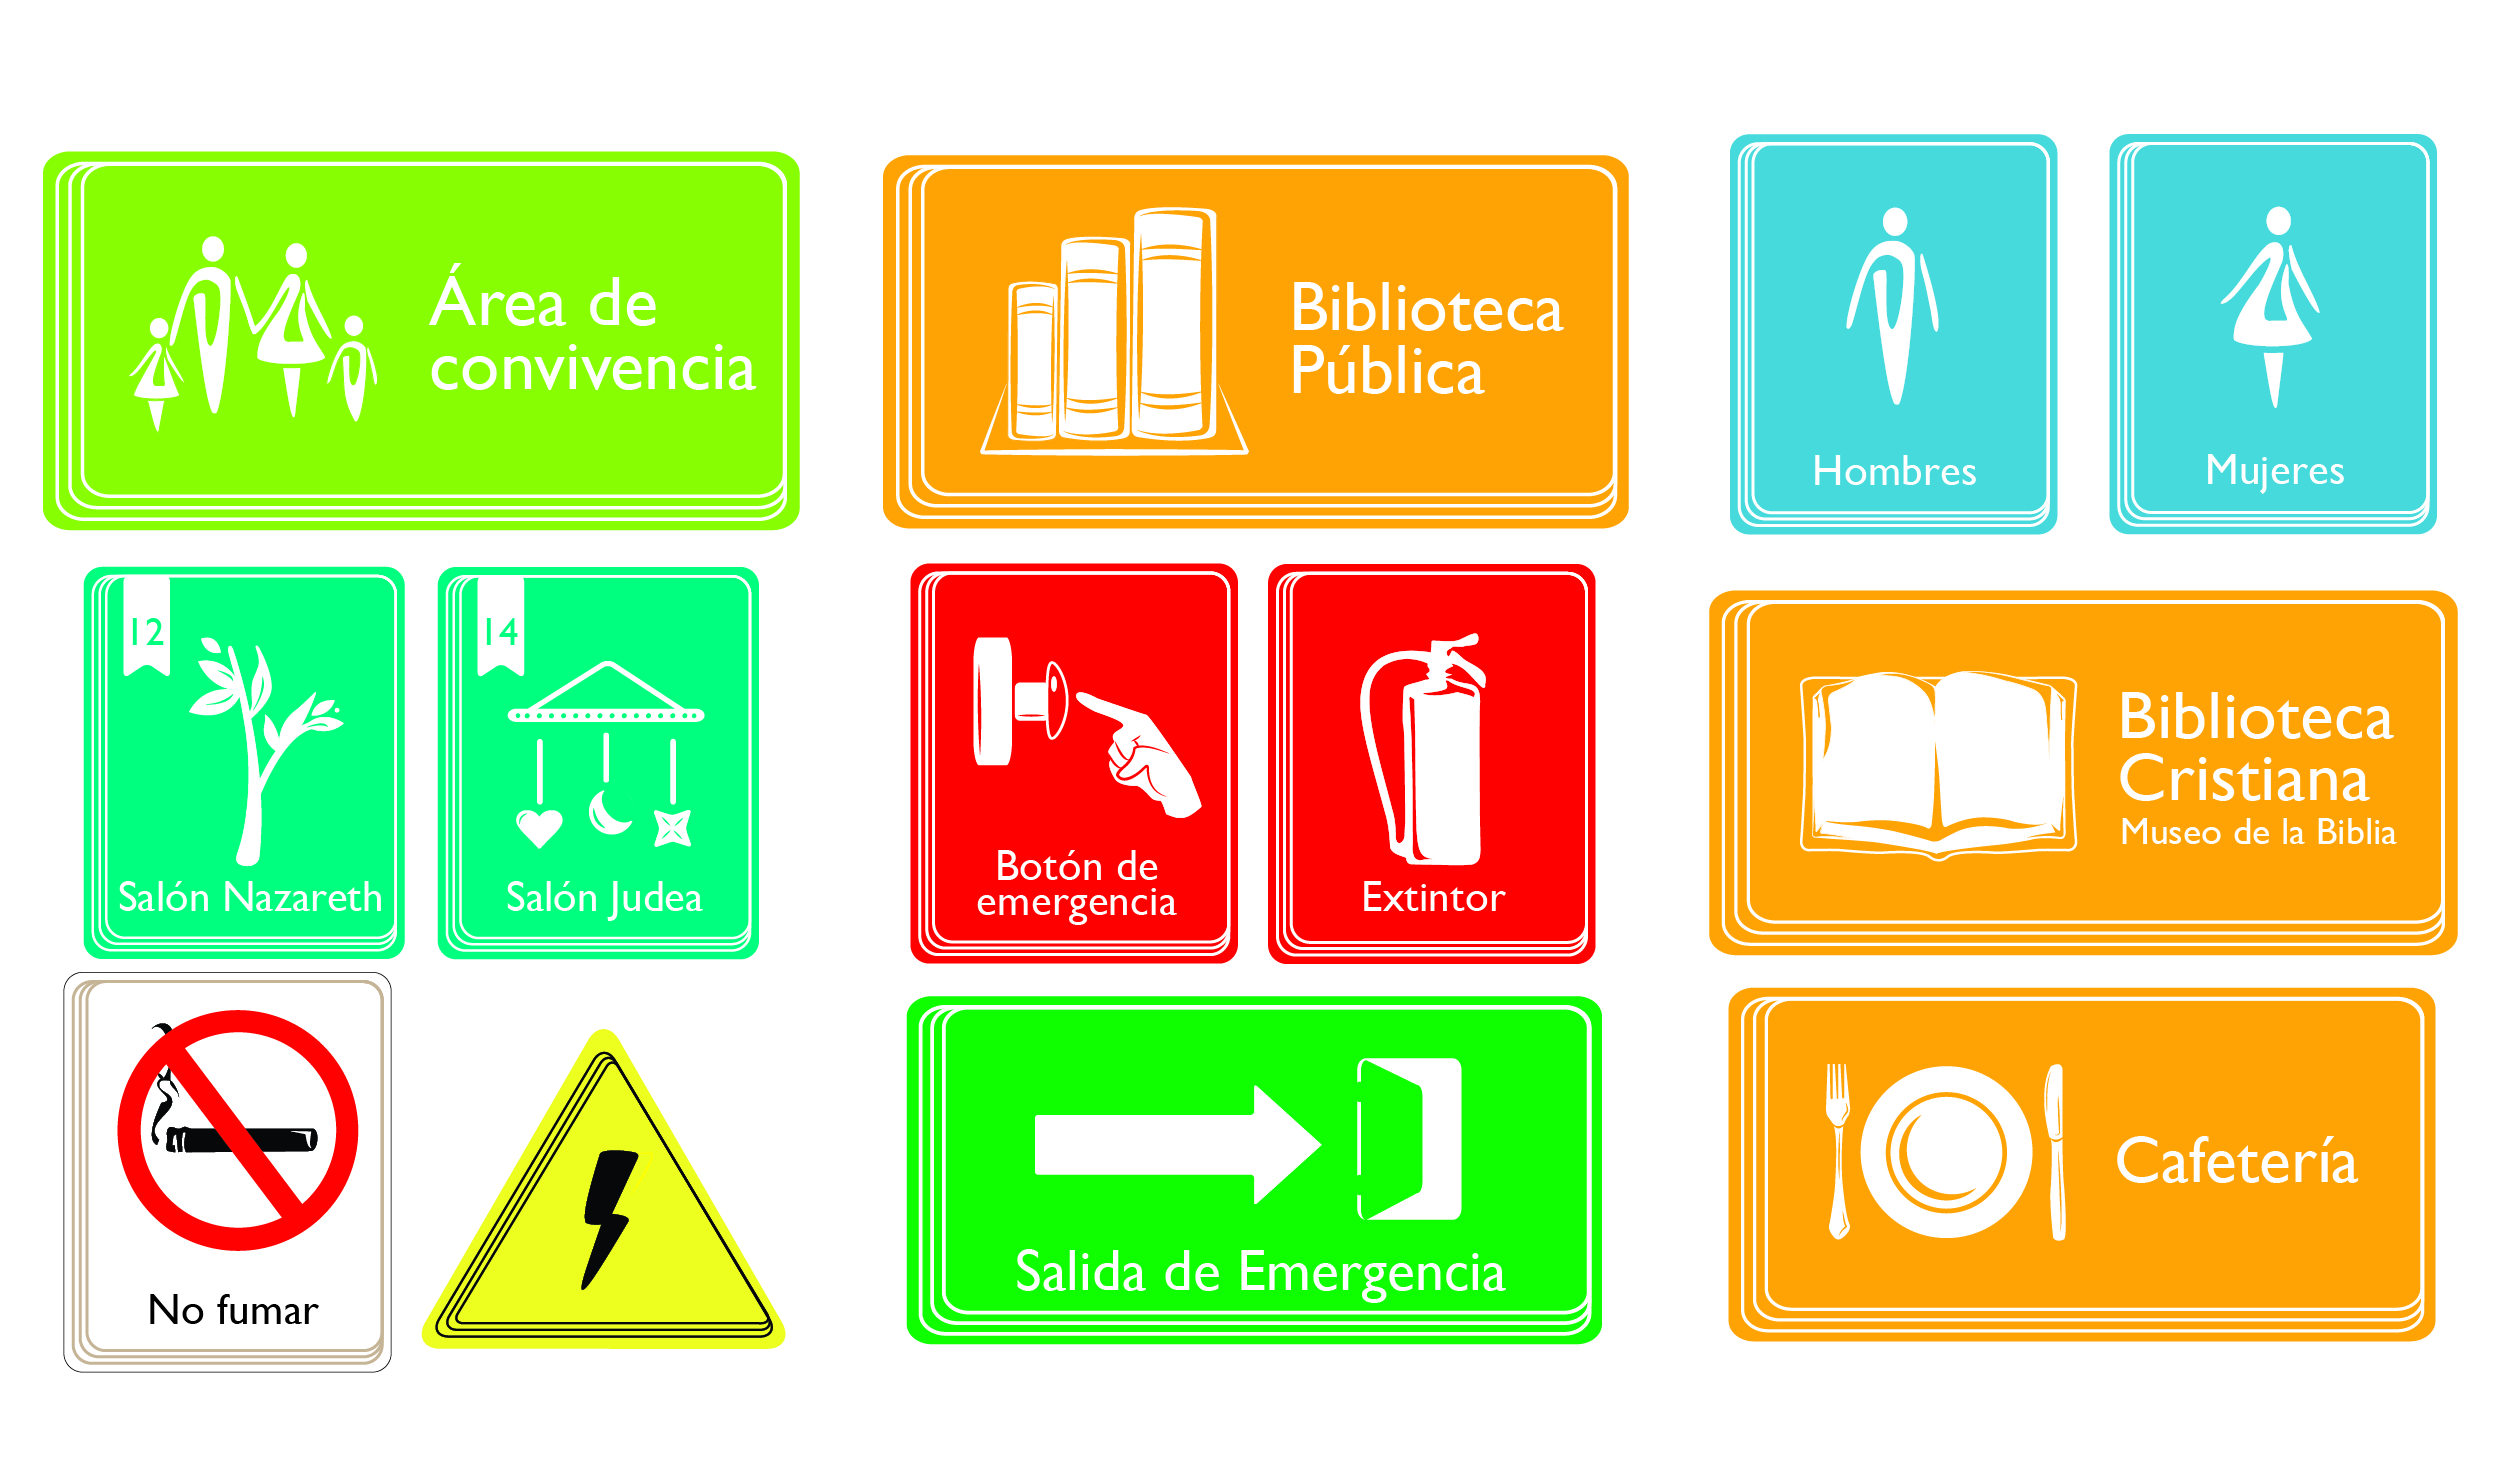 Área de
convivencia
Biblioteca
Pública
Hombres
Mujeres
12
Salón Nazareth
14
Salón Judea
Botón de
emergencia
Extintor
Biblioteca
Cristiana
Museo de la Biblia
No fumar
Salida de Emergencia
Cafetería